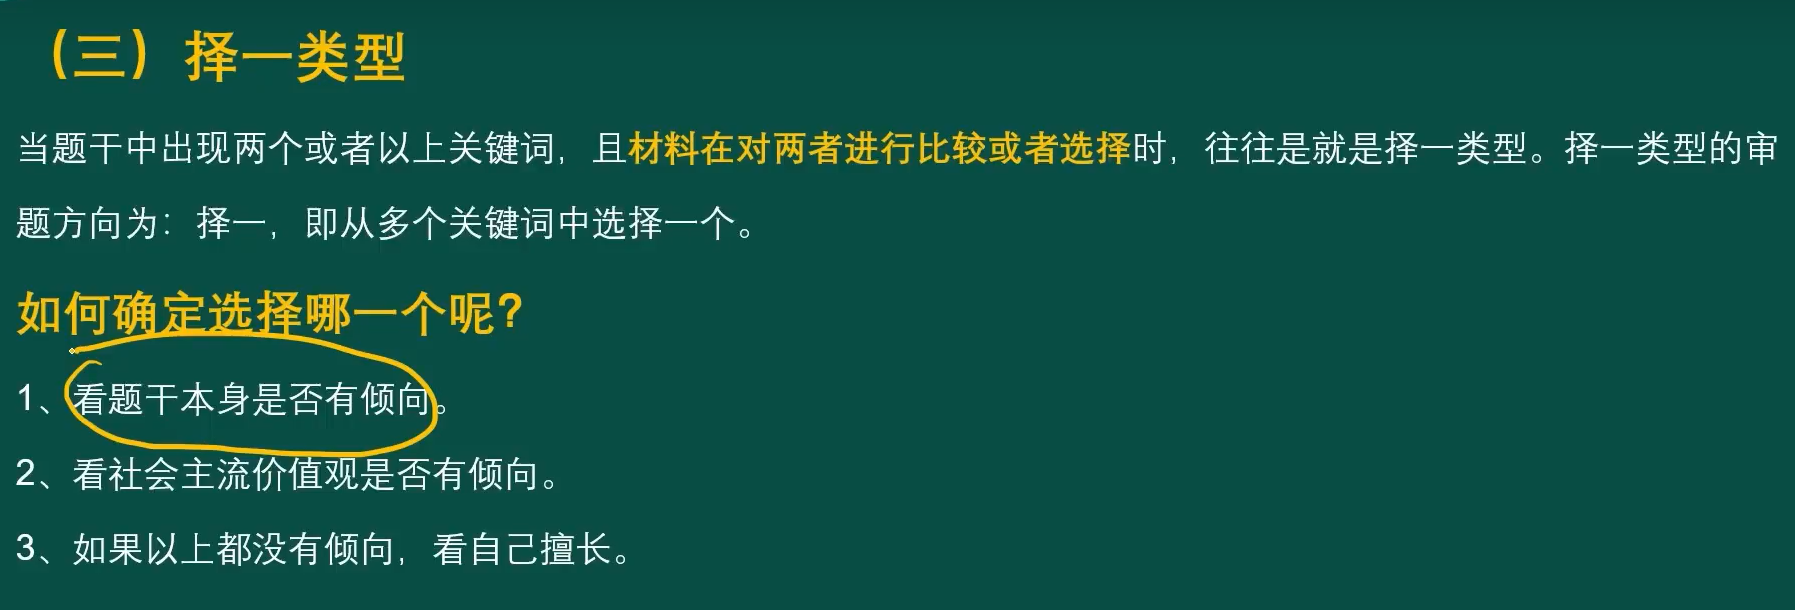 （三）择一类型
当题干中出现两个或者以上关键词，且材料在对两者进行比较或者选择时，往往是就是择一类型。择一类型的审
题方向为：择一，即从多个关键词中选择一个。
如何确定选择哪一个呢？
1、看题干本身是否有倾向。
2、看社会主流价值观是否有倾向。
3、如果以上都没有倾向，看自己擅长。